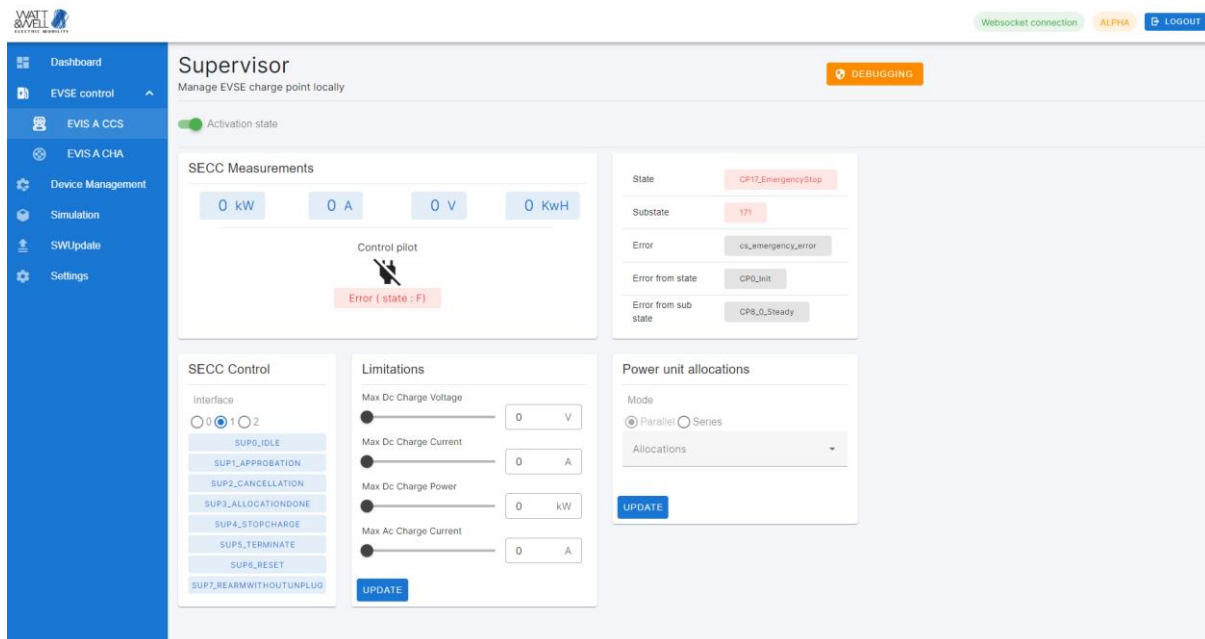 WATT
&WELL
ELECTRIC MOBILITY
Websocket connection
ALPHA
LOGOUT
Dashboard
EVSE control
EVIS A CCS
EVIS A CHA
Device Management
Simulation
SWUpdate
Settings
Supervisor
Manage EVSE charge point locally
DEBUGGING
Activation state
SECC Measurements
0 kW 0 A 0 V 0 KwH
Control pilot
Error ( state : F)
State CP17_EmergencyStop
Substate 171
Error cs_emergency_error
Error from state CP0_Init
Error from sub
state
CP8_0_Steady
SECC Control
Interface
0 1 2
SUP0_IDLE
SUP1_APPROBATION
SUP2_CANCELLATION
SUP3_ALLOCATIONDONE
SUP4_STOPCHARGE
SUP5_TERMINATE
SUP6_RESET
SUP7_REARMWITHOUTUNPLUG
Limitations
Max Dc Charge Voltage
0 V
Max Dc Charge Current
0 A
Max Dc Charge Power
0 kW
Max Ac Charge Current
0 A
UPDATE
Power unit allocations
Mode
Parallel Series
Allocations
UPDATE